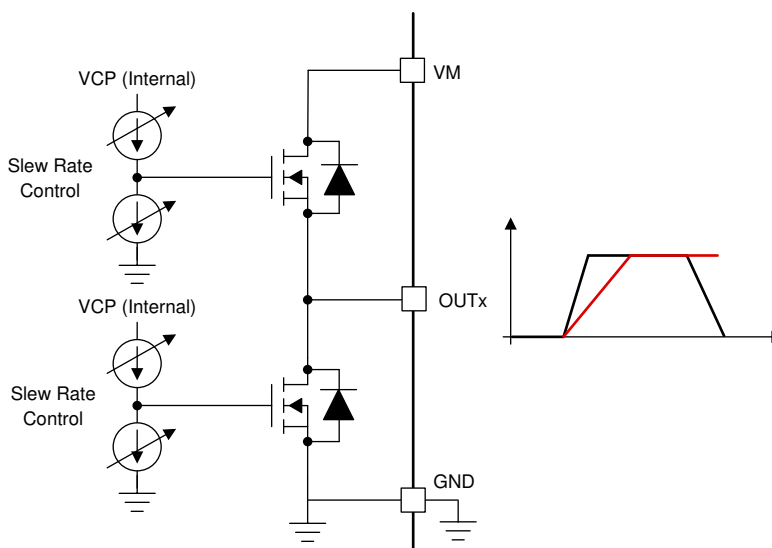 VCP (Internal)
VM
Slew Rate
Control
VCP (Internal)
OUTx
Slew Rate
Control
GND